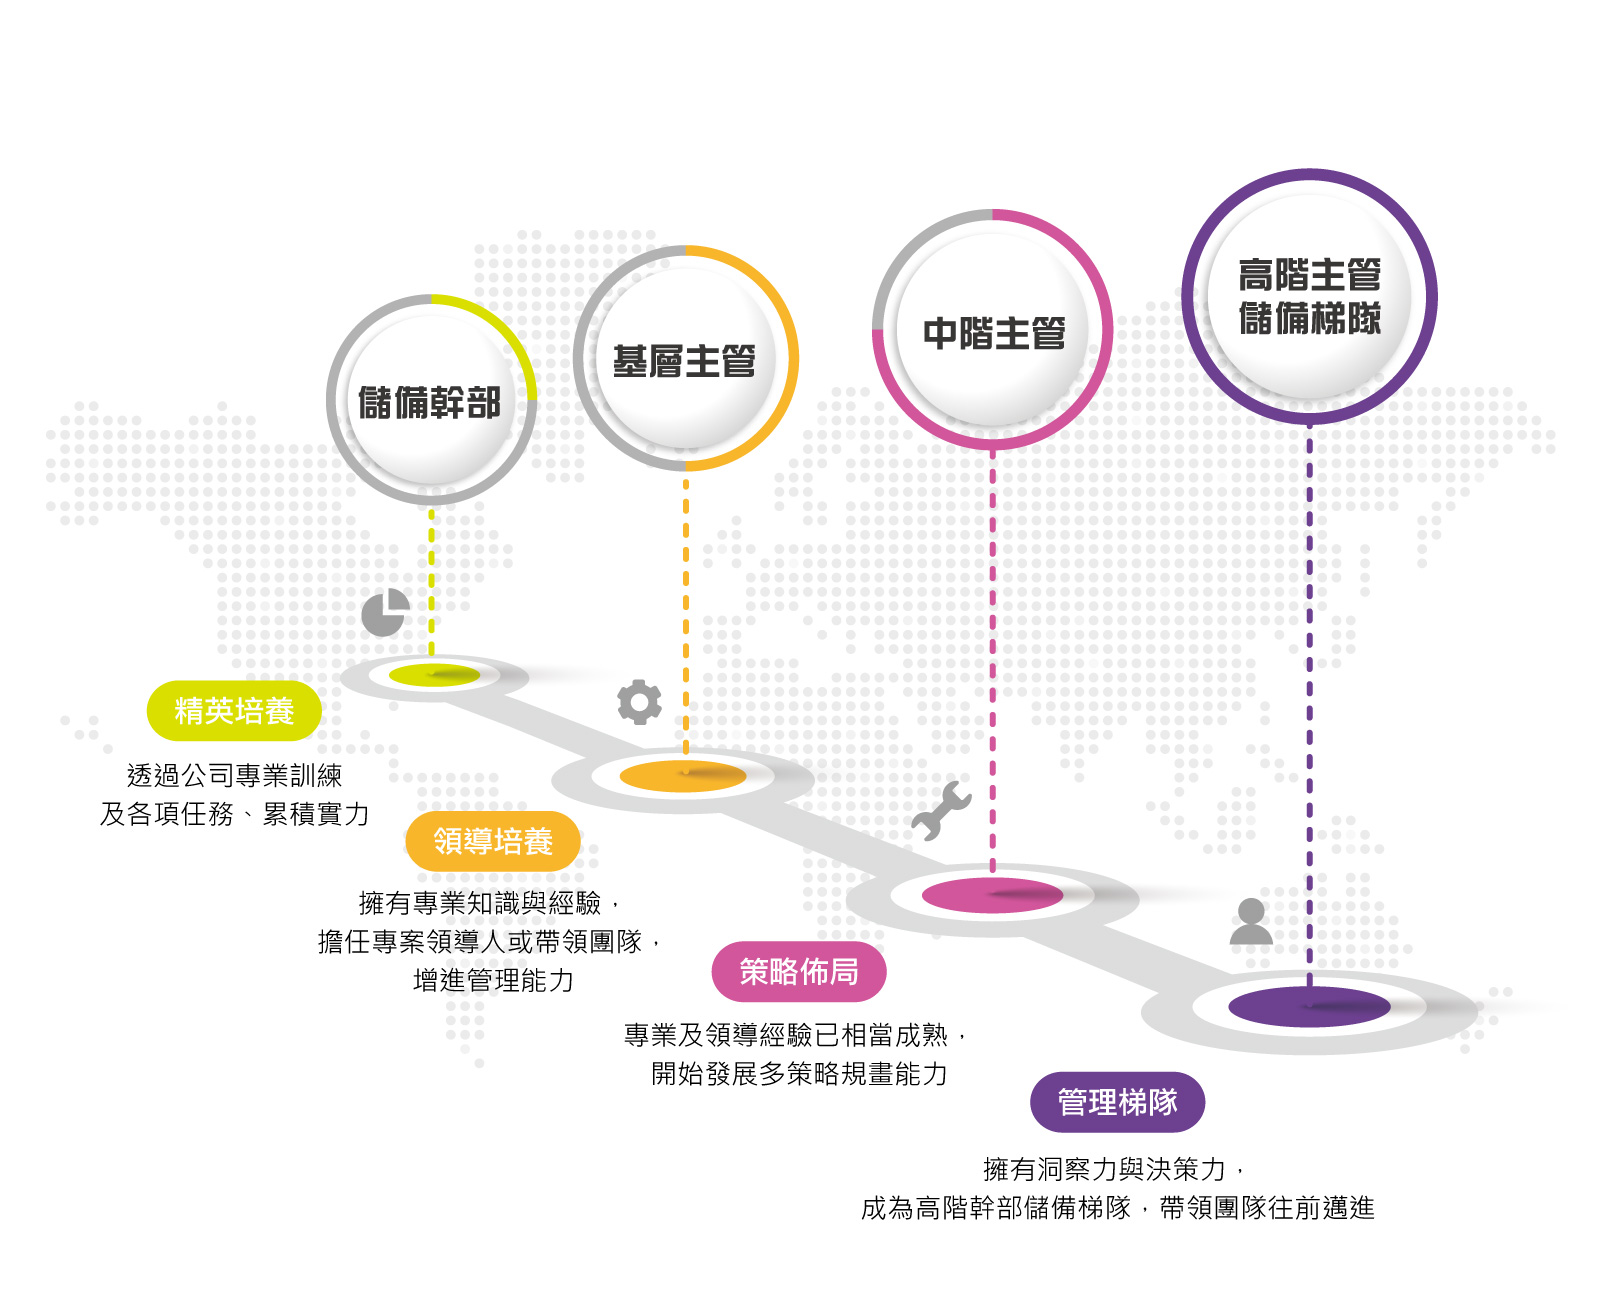 儲備幹部
基層主管
中階主管
高階主管
儲備梯隊
精英培養
透過公司專業訓練
及各項任務、累積實力
領導培養
擁有專業知識與經驗，
擔任專案領導人或帶領團隊，
增進管理能力
策略佈局
專業及領導經驗已相當成熟，
開始發展多策略規畫能力
管理梯隊
擁有洞察力與決策力，
成為高階幹部儲備梯隊，帶領團隊往前邁進